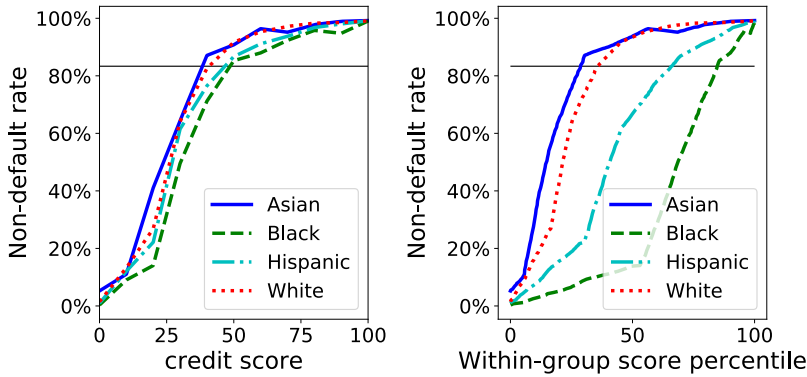 100%
80%
60%
40%
20%
0%
Non-default rate
0
25
50
75
100
credit score
Asian
Black
Hispanic
White
100%
80%
60%
40%
20%
0%
Non-default rate
0
50
100
Within-group score percentile
Asian
Black
Hispanic
White